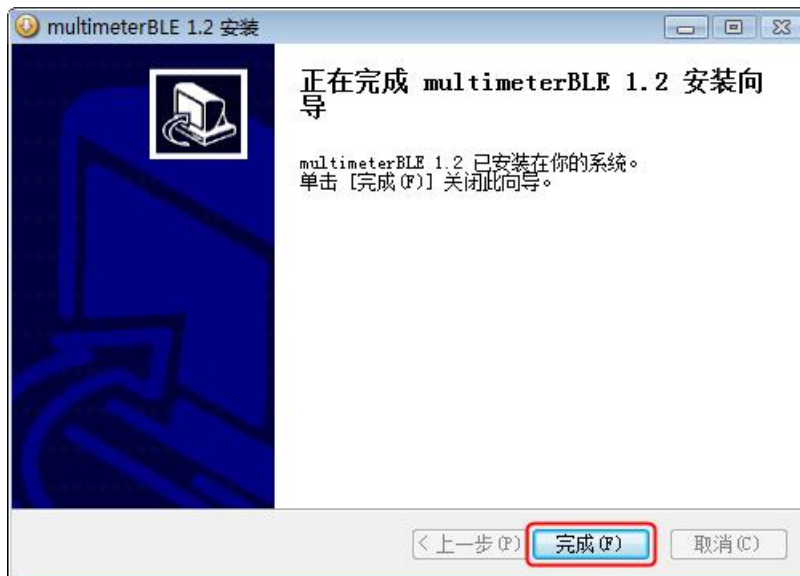 multimeterBLE 1.2 安装
正在完成 multimeterBLE 1.2 安装向
导
multimeterBLE 1.2 已安装在你的系统。
单击 [完成(F)] 关闭此向导。
< 上一步(P) 完成(F) 取消(C)